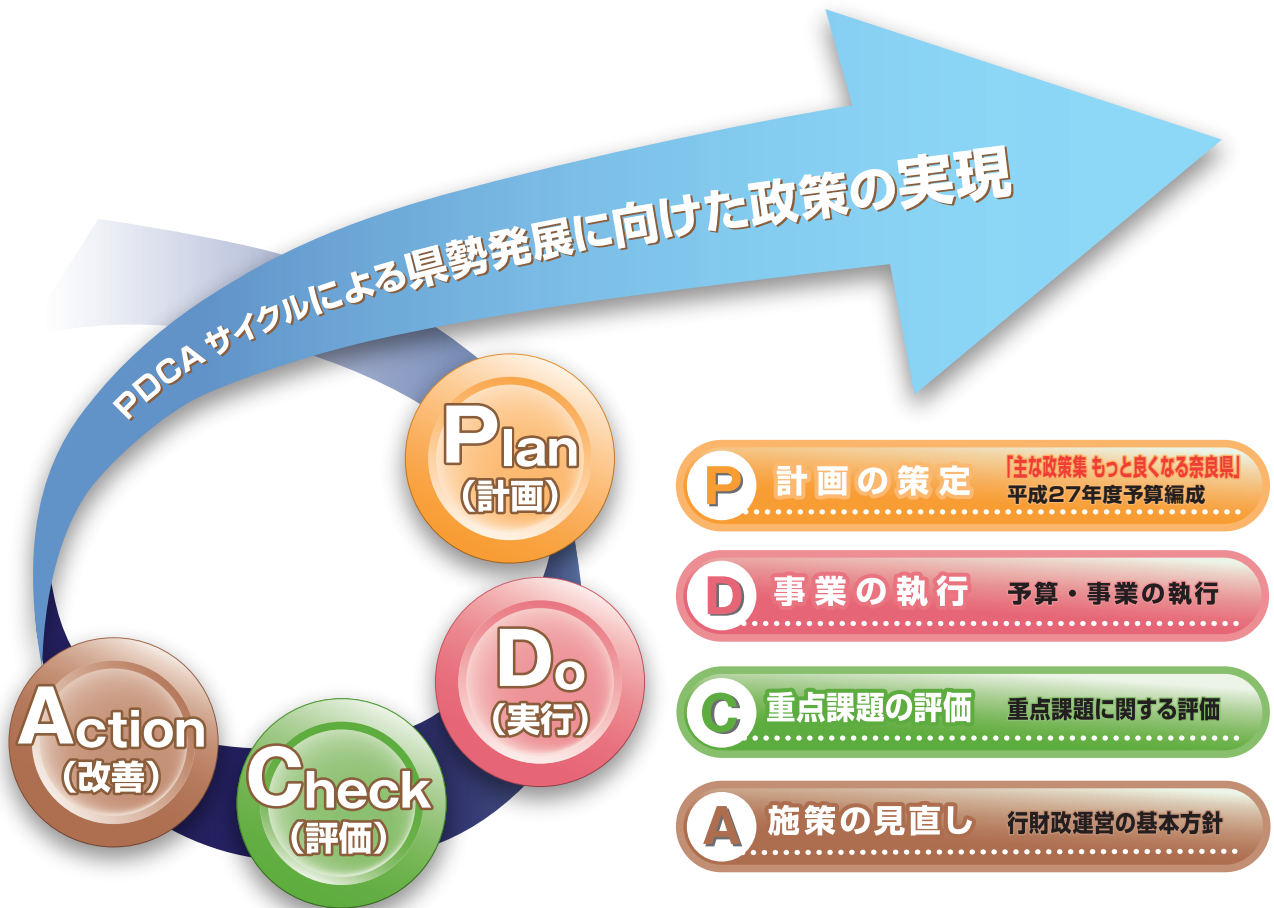 PDCAサイクルによる県勢発展に向けた政策の実現
Plan
（計画）
Do
（実行）
Check
（評価）
Action
（改善）
P 計画の策定 「主な政策集 もっと良くなる奈良県」
平成27年度予算編成
D 事業の執行 予算・事業の執行
C 重点課題の評価 重点課題に関する評価
A 施策の見直し 行財政運営の基本方針